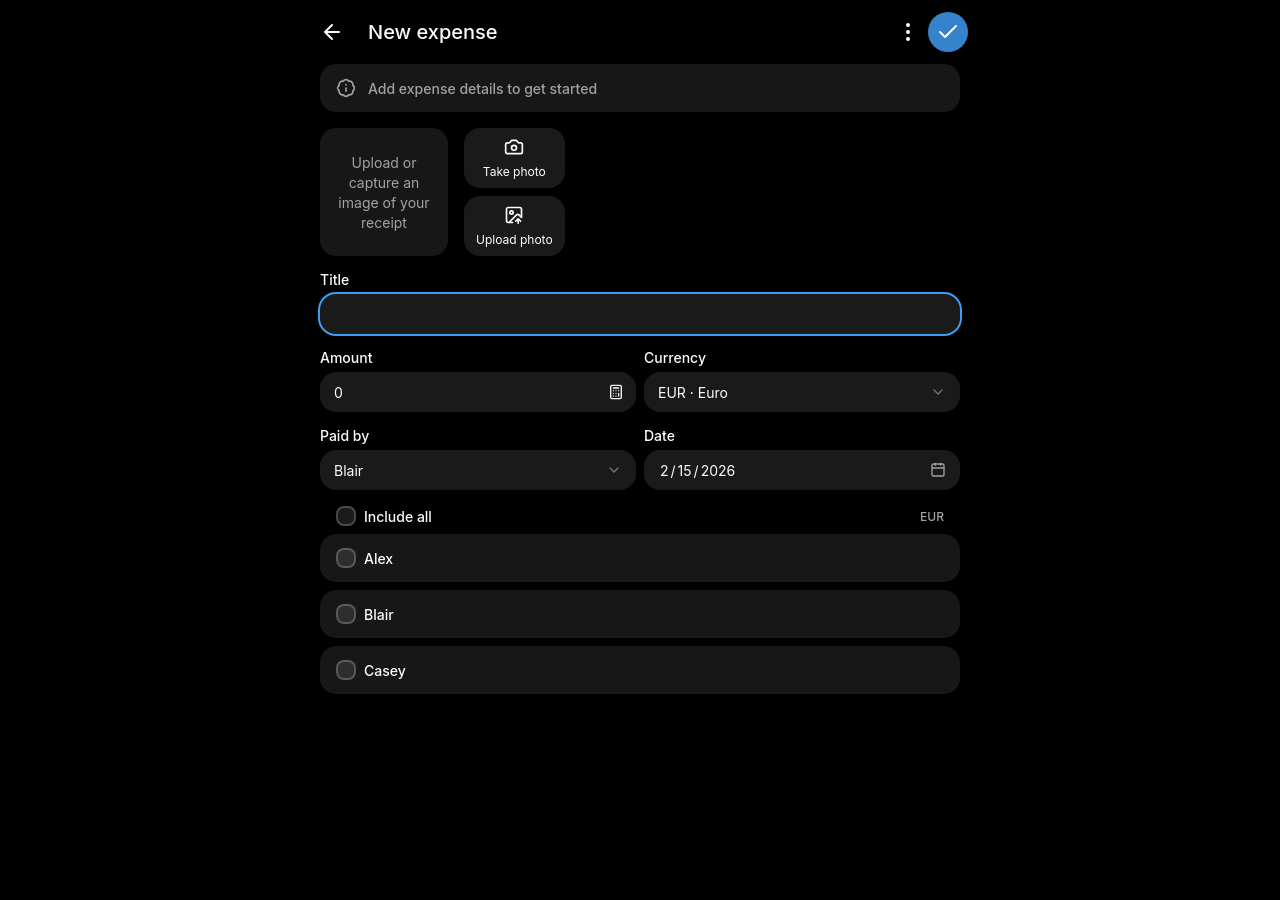 New expense
Add expense details to get started
Upload or
capture an
image of your
receipt
Take photo
Upload photo
Title
Amount
Currency
0
EUR · Euro
Paid by
Date
Blair
2/15/2026
Include all
EUR
Alex
Blair
Casey